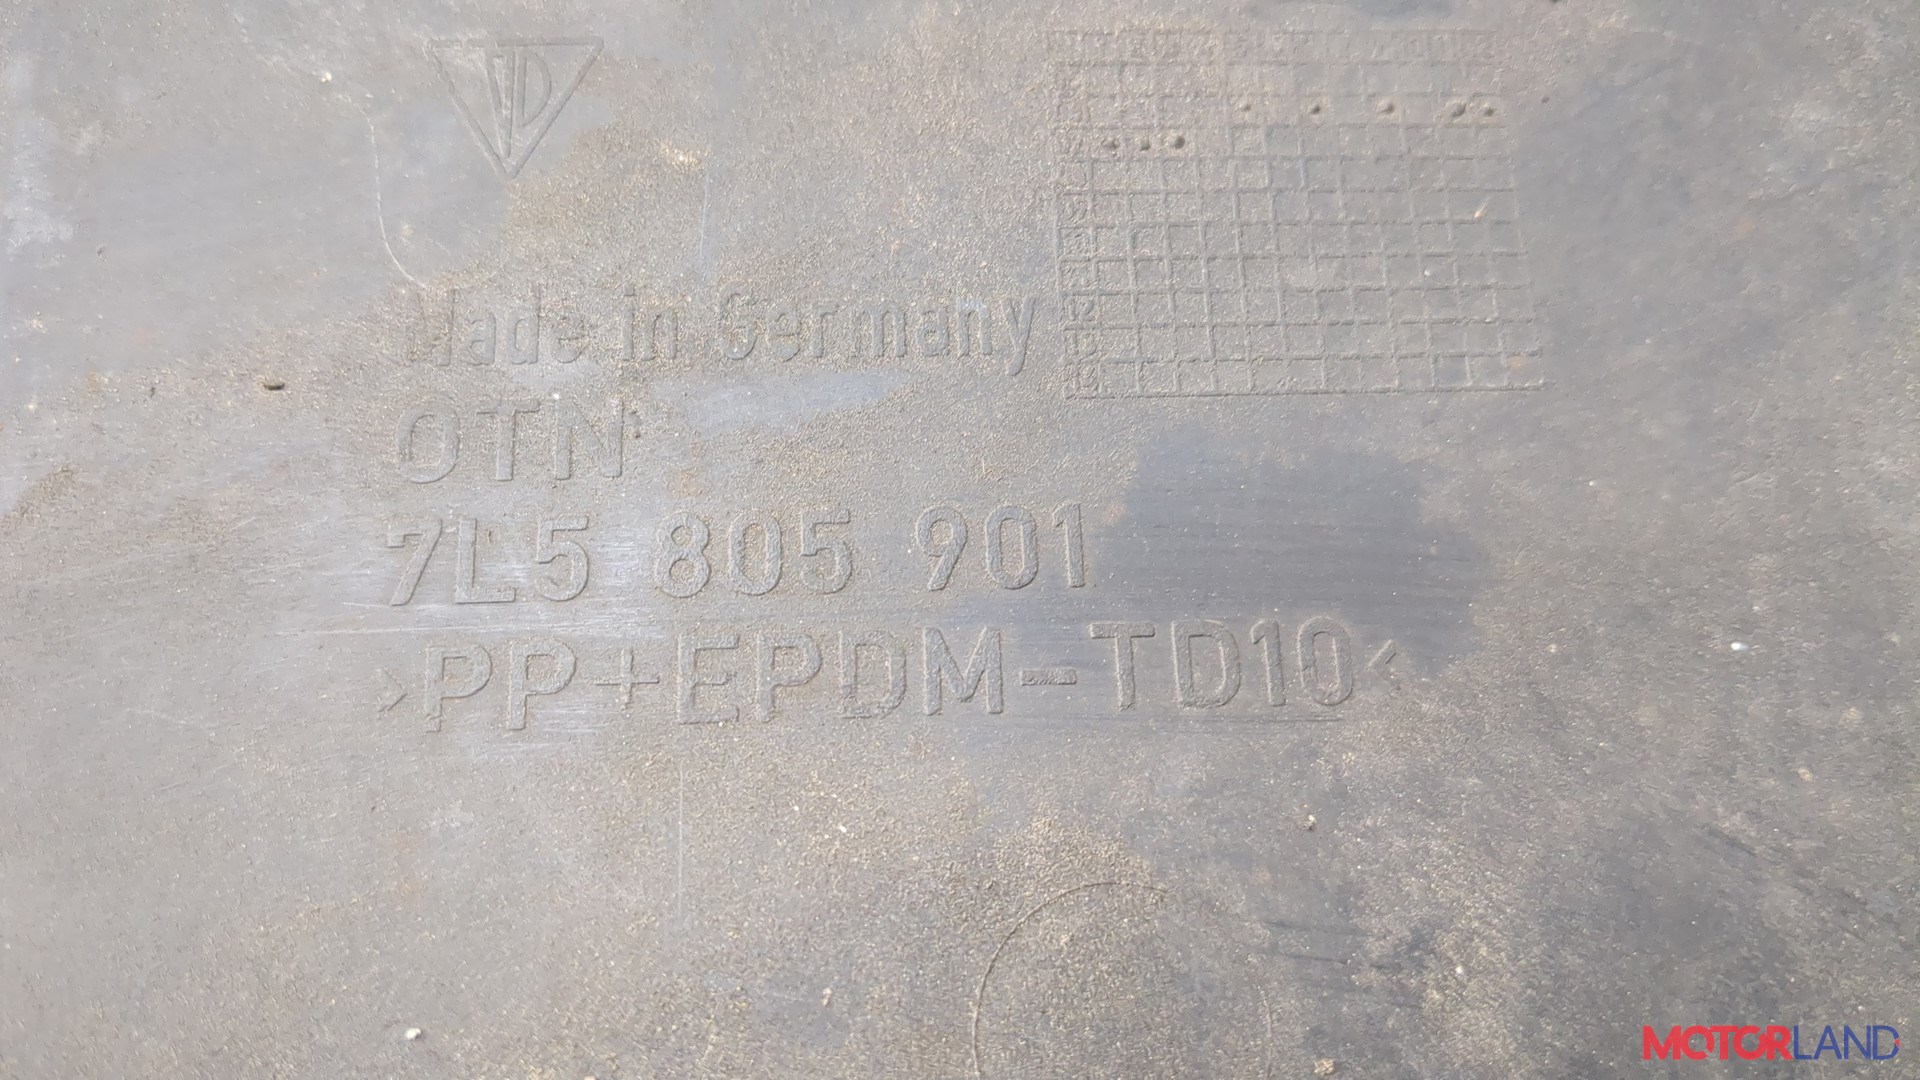 Made in Germany
OTN
7L5 805 901
>PP+EPDM-TD10<
MOTORLAND